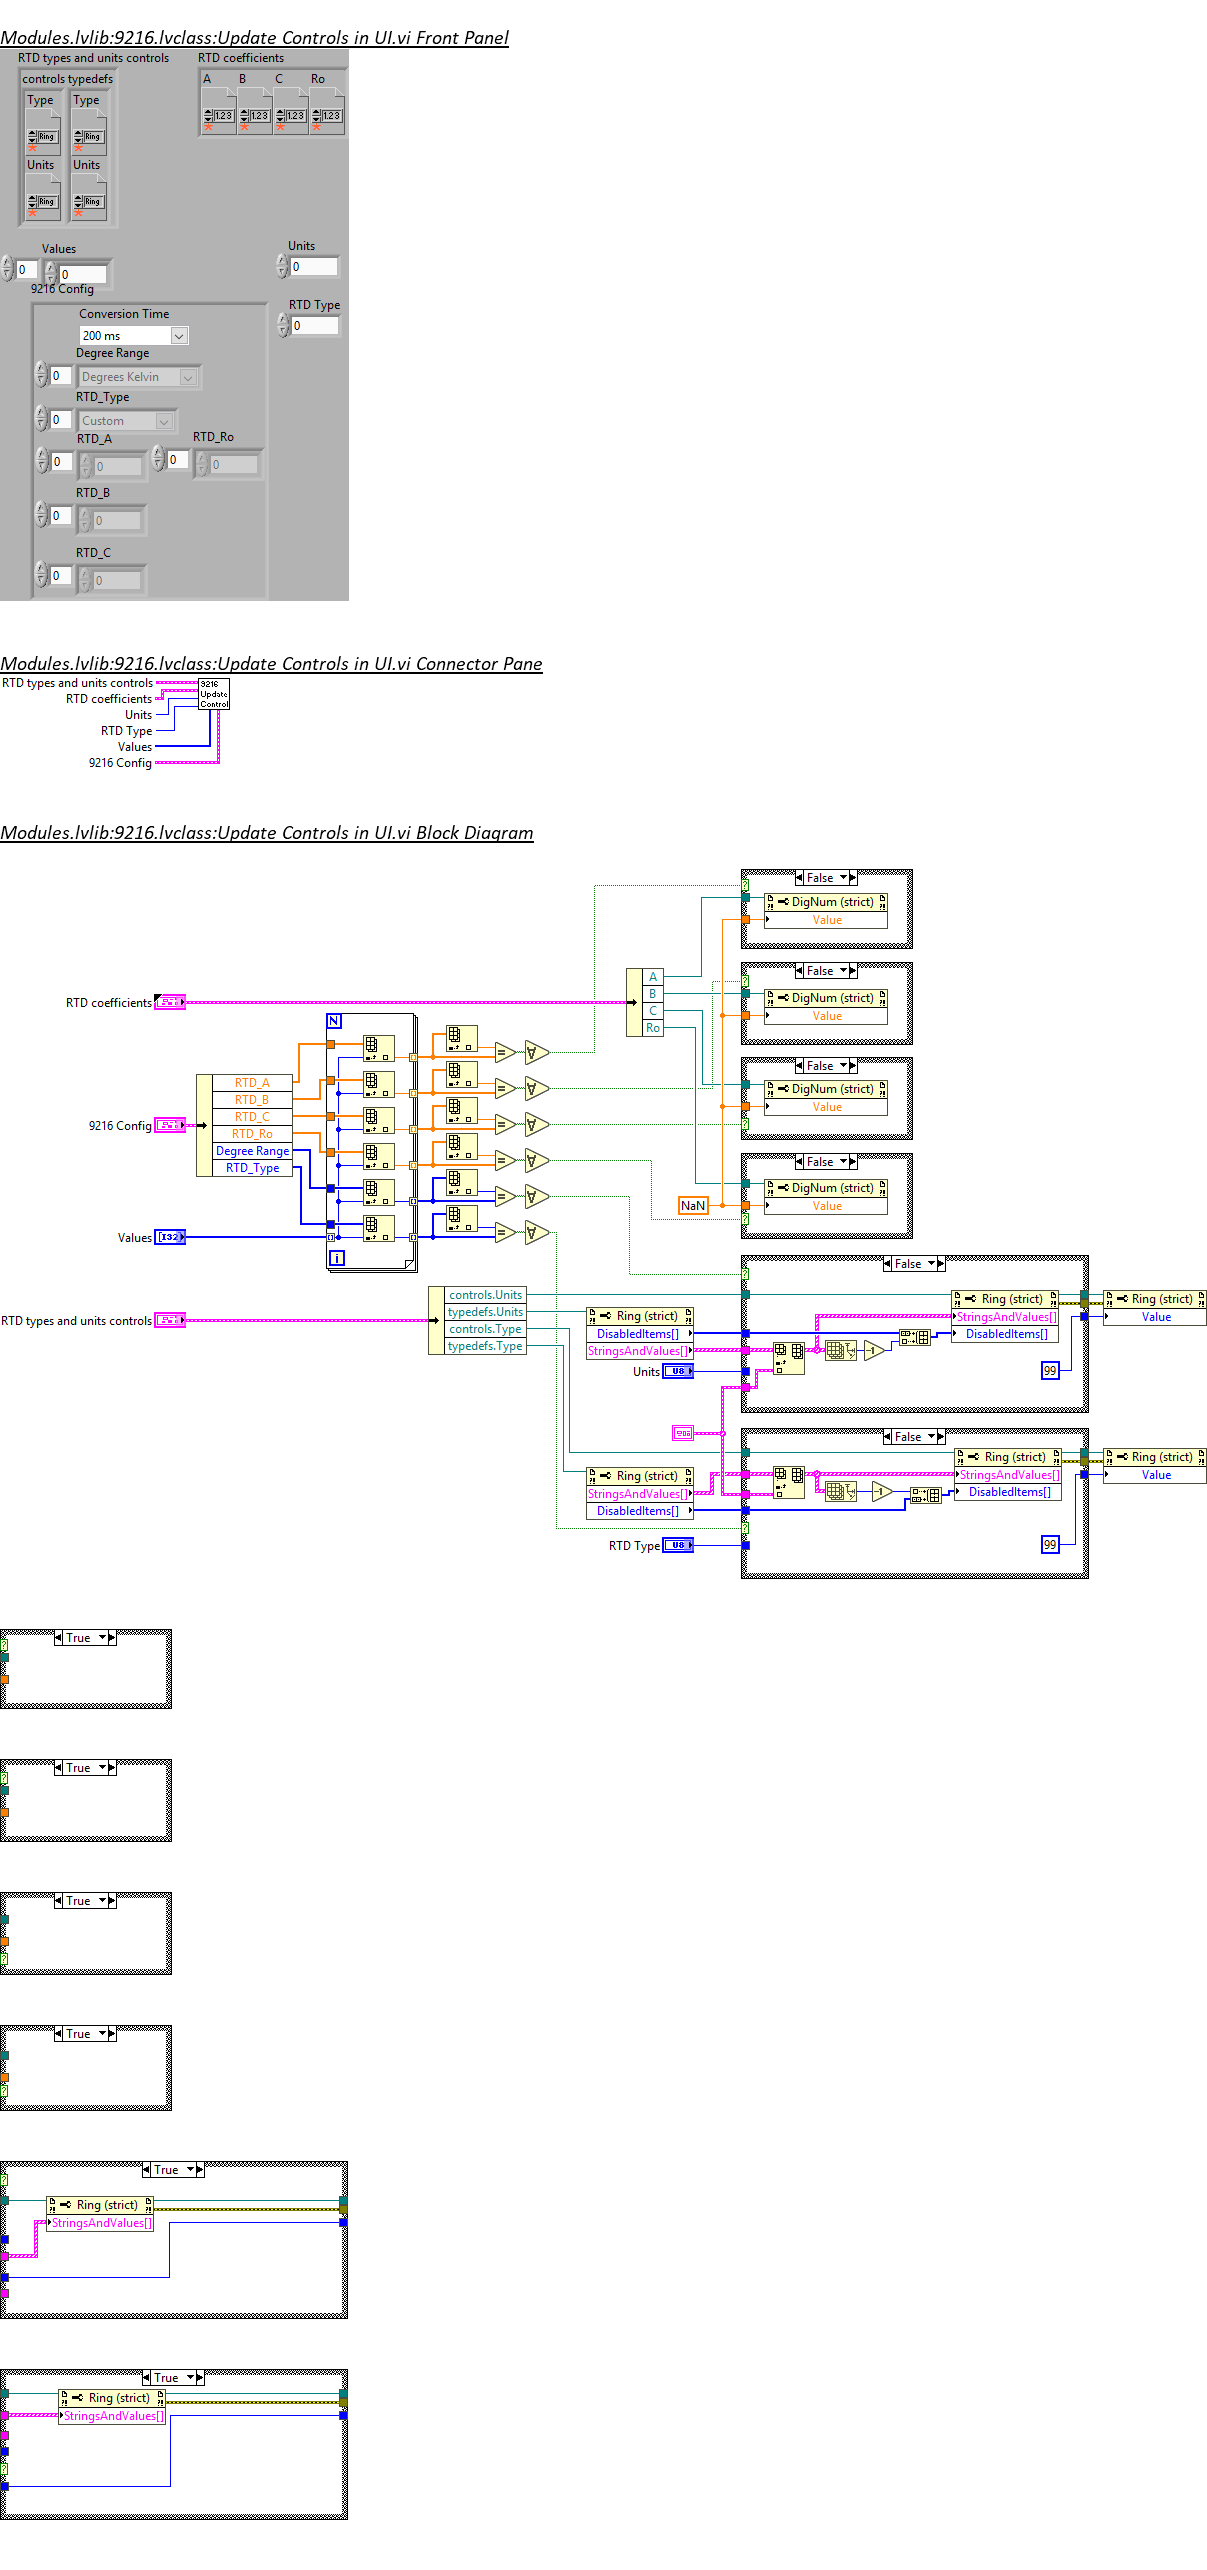 Modules.lvlib:9216.lvclass:Update Controls in UI.vi Front Panel
RTD types and units controls
RTD coefficients
controls typedefs
A B C Ro
Type Type
1.23 1.23 1.23 1.23
Ring Ring
Units Units
Ring Ring
Values
0 0
Units
0
9216 Config
RTD Type
0
Conversion Time
200 ms
Degree Range
0 Degrees Kelvin
RTD_Type
0 Custom
RTD_A
0 0
RTD_Ro
0 0
RTD_B
0 0
RTD_C
0 0
Modules.lvlib:9216.lvclass:Update Controls in UI.vi Connector Pane
RTD types and units controls
RTD coefficients
Units
RTD Type
Values
9216 Config
9216
Update
Control
Modules.lvlib:9216.lvclass:Update Controls in UI.vi Block Diagram
False
DigNum (strict)
Value
False
DigNum (strict)
Value
RTD coefficients
A
B
C
Ro
N
False
DigNum (strict)
Value
9216 Config
RTD_A
RTD_B
RTD_C
RTD_Ro
Degree Range
RTD_Type
False
DigNum (strict)
Value
NaN
Values
I32
i
RTD types and units controls
controls.Units
typedefs.Units
controls.Type
typedefs.Type
Ring (strict)
DisabledItems[]
StringsAndValues[]
Units
U8
False
Ring (strict)
StringsAndValues[]
DisabledItems[]
-1
99
Ring (strict)
Value
Ring (strict)
StringsAndValues[]
DisabledItems[]
RTD Type
U8
False
Ring (strict)
StringsAndValues[]
DisabledItems[]
-1
99
Ring (strict)
Value
True
True
True
True
True
Ring (strict)
StringsAndValues[]
True
Ring (strict)
StringsAndValues[]